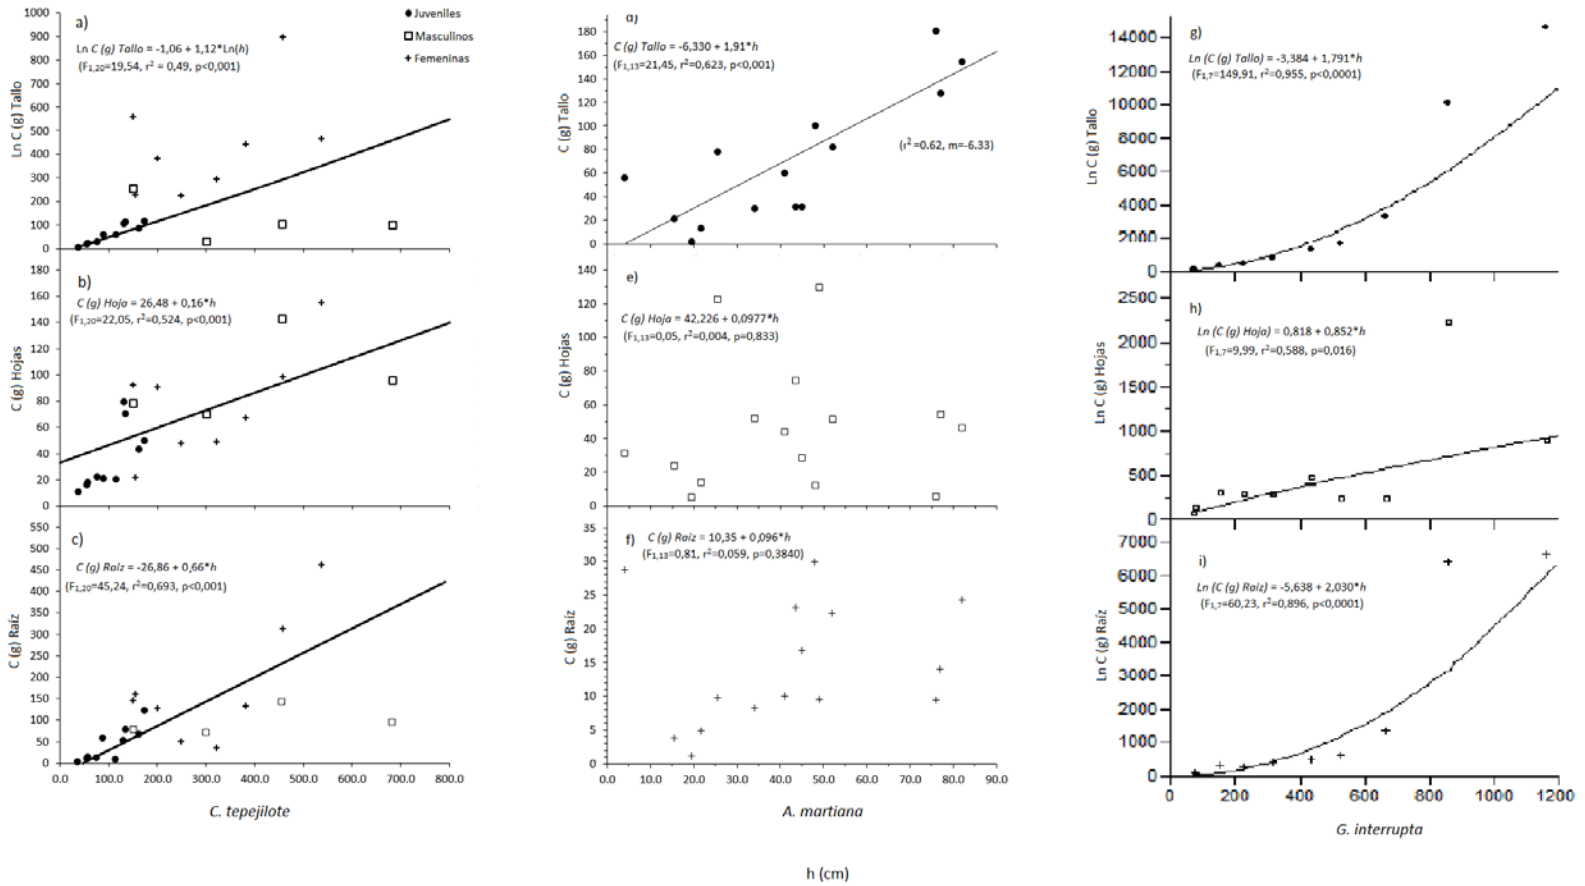 a)
Juveniles
Masculinos
Femeninas
Ln C (g) Tallo = -1,06 + 1,12*Ln(h)
(F1,20=19,54, r² = 0,49, p<0,001)
Ln C (g) Tallo
1000
900
800
700
600
500
400
300
200
100
0
b)
C (g) Hoja = 26,48 + 0,16*h
(F1,20=22,05, r²=0,524, p<0,001)
C (g) Hojas
180
160
140
120
100
80
60
40
20
0
c)
C (g) Raíz = -26,86 + 0,66*h
(F1,20=45,24, r²=0,693, p<0,001)
C (g) Raíz
550
500
450
400
350
300
250
200
150
100
50
0
0.0 100.0 200.0 300.0 400.0 500.0 600.0 700.0 800.0
C. tepejilote
d)
C (g) Tallo = -6,330 + 1,91*h
(F1,13=21,45, r²=0,623, p<0,001)
(r²=0.62, m=-6.33)
C (g) Tallo
180
160
140
120
100
80
60
40
20
0
e)
C (g) Hoja = 42,226 + 0,0977*h
(F1,13=0,05, r²=0,004, p=0,833)
C (g) Hojas
140
120
100
80
60
40
20
0
f)
C (g) Raíz = 10,35 + 0,096*h
(F1,13=0,81, r²=0,059, p=0,3840)
C (g) Raíz
35
30
25
20
15
10
5
0
0.0 10.0 20.0 30.0 40.0 50.0 60.0 70.0 80.0 90.0
A. martiana
g)
Ln (C (g) Tallo) = -3,384 + 1,791*h
(F1,7=149,91, r²=0,955, p<0,0001)
Ln C (g) Tallo
14000
12000
10000
8000
6000
4000
2000
0
h)
Ln (C (g) Hoja) = 0,818 + 0,852*h
(F1,7=9,99, r²=0,588, p=0,016)
Ln C (g) Hojas
2500
2000
1500
1000
500
0
i)
Ln (C (g) Raíz) = -5,638 + 2,030*h
(F1,7=60,23, r²=0,896, p<0,0001)
Ln C (g) Raíz
7000
6000
5000
4000
3000
2000
1000
0
0 200 400 600 800 1000 1200
G. interrupta
h (cm)